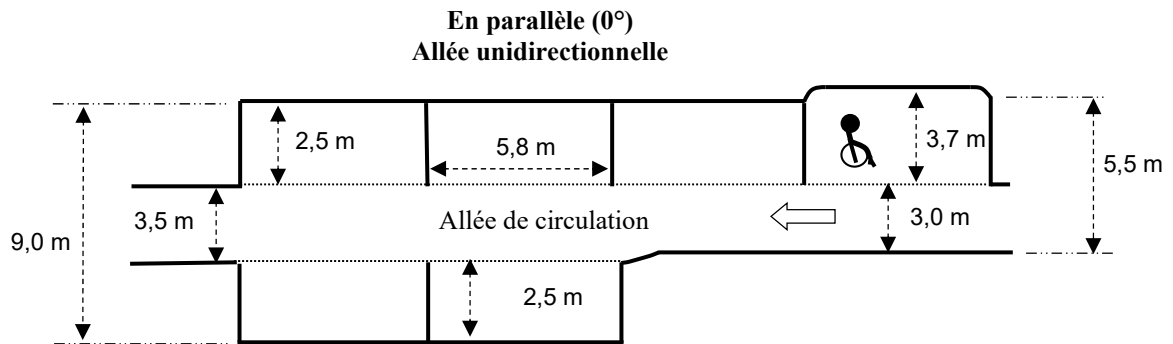 En parallèle (0°)
Allée unidirectionnelle
2,5 m
5,8 m
3,7 m
5,5 m
3,5 m
Allée de circulation
3,0 m
9,0 m
2,5 m